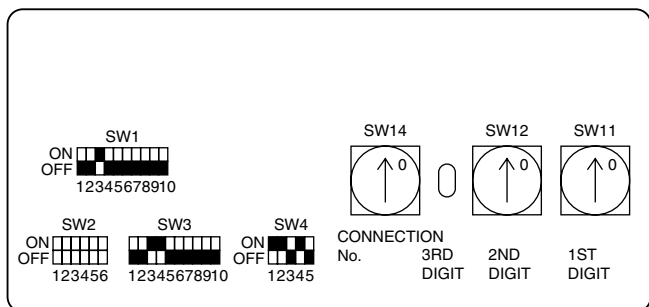 SW14 SW12 SW11
SW1
ON
OFF
12345678910
0 0 0
SW2 SW3 SW4
ON ON
OFF OFF
123456 12345678910 12345
CONNECTION
No. 3RD 2ND 1ST
DIGIT DIGIT DIGIT